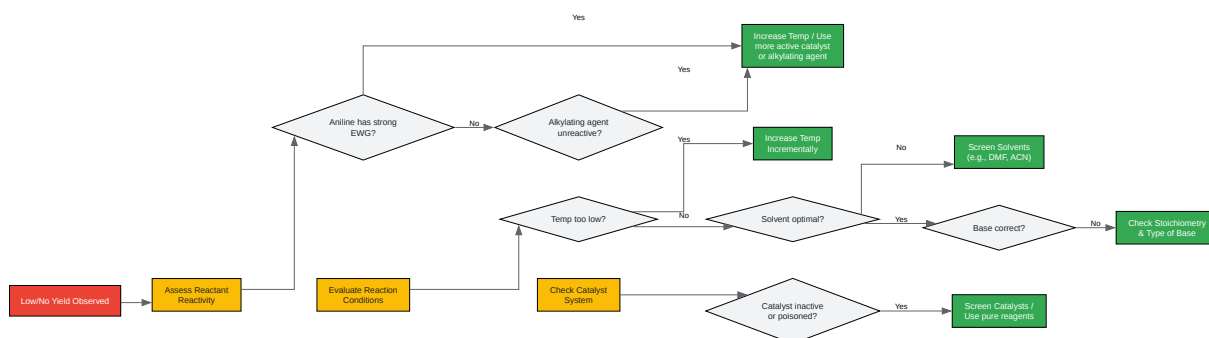 Yes
Increase Temp / Use
more active catalyst
or alkylating agent
Yes
Aniline has strong
EWG?
No
Alkylating agent
unreactive?
Yes
Increase Temp
Incrementally
No
Screen Solvents
(e.g., DMF, ACN)
Temp too low?
No
Solvent optimal?
Yes
Base correct?
No
Check Stoichiometry
& Type of Base
Low/No Yield Observed
Assess Reactant
Reactivity
Evaluate Reaction
Conditions
Check Catalyst
System
Catalyst inactive
or poisoned?
Yes
Screen Catalysts /
Use pure reagents